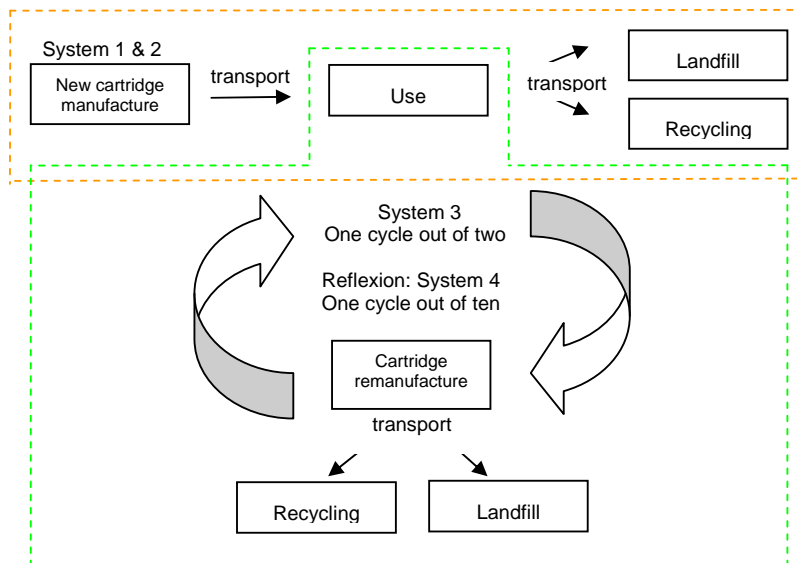 System 1 & 2
New cartridge
manufacture
transport
Use
transport
Landfill
Recycling
System 3
One cycle out of two
Reflexion: System 4
One cycle out of ten
Cartridge
remanufacture
transport
Recycling
Landfill